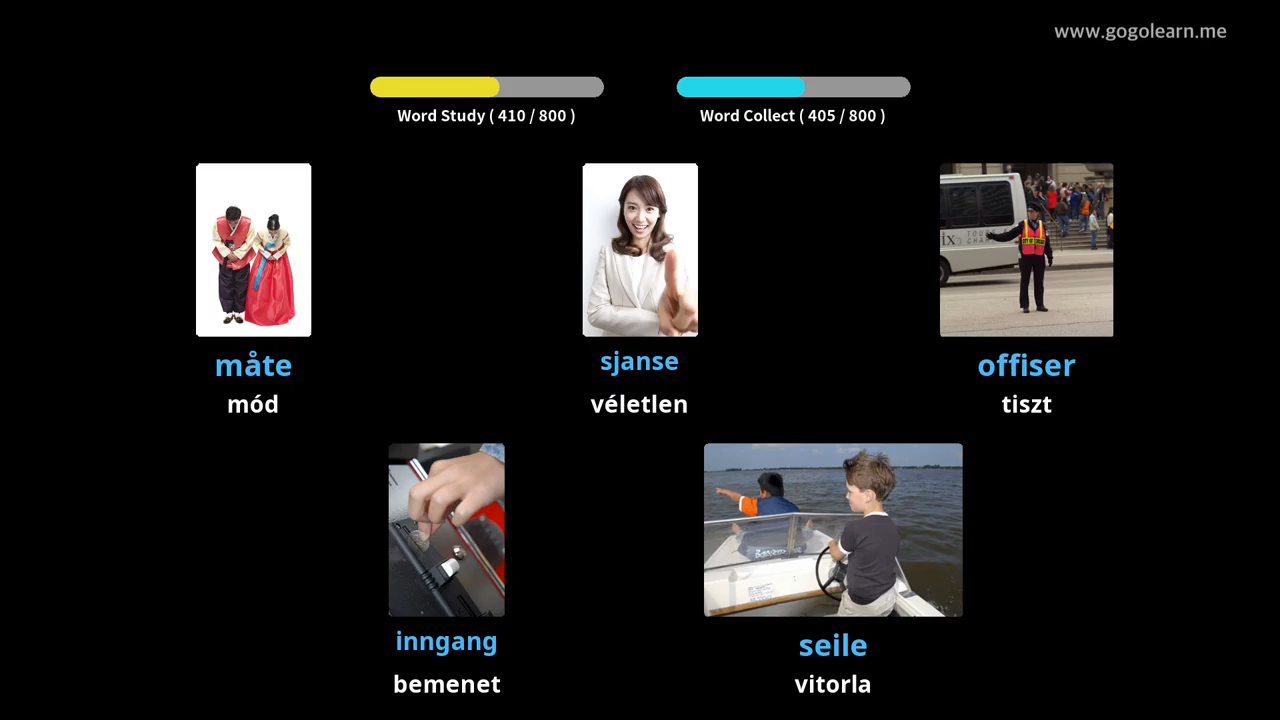 www.gogolearn.me
Word Study ( 410 / 800 )
Word Collect ( 405 / 800 )
måte
mód
sjanse
véletlen
offiser
tiszt
inngang
bemenet
seile
vitorla